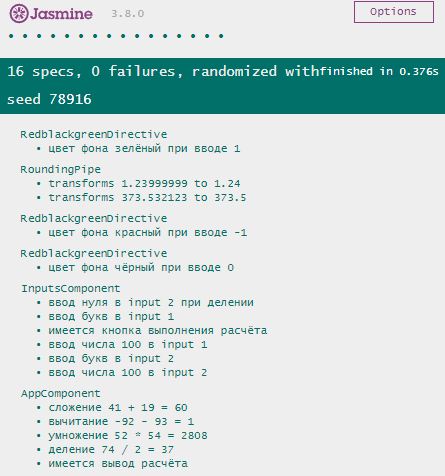 Jasmine 3.8.0 Options
16 specs, 0 failures, randomized with finished in 0.376s
seed 78916
RedblackgreenDirective
• цвет фона зелёный при вводе 1
RoundingPipe
• transforms 1.23999999 to 1.24
• transforms 373.532123 to 373.5
RedblackgreenDirective
• цвет фона красный при вводе -1
RedblackgreenDirective
• цвет фона чёрный при вводе 0
InputsComponent
• ввод нуля в input 2 при делении
• ввод букв в input 1
• имеется кнопка выполнения расчёта
• ввод числа 100 в input 1
• ввод букв в input 2
• ввод числа 100 в input 2
AppComponent
• сложение 41 + 19 = 60
• вычитание -92 - 93 = 1
• умножение 52 * 54 = 2808
• деление 74 / 2 = 37
• имеется вывод расчёта